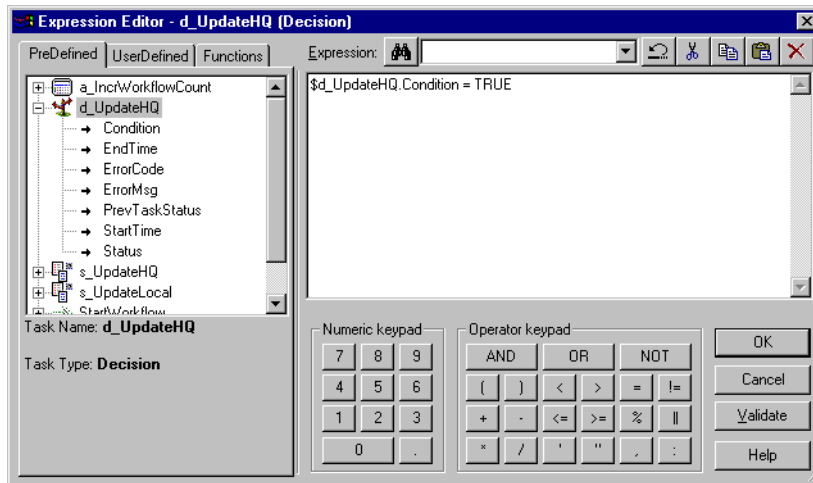 Expression Editor - d_UpdateHQ (Decision)
PreDefined UserDefined Functions
Expression:
a_IncrWorkflowCount
d_UpdateHQ
Condition
EndTime
ErrorCode
ErrorMsg
PrevTaskStatus
StartTime
Status
s_UpdateHQ
s_UpdateLocal
StartWorkflow
$d_UpdateHQ.Condition = TRUE
Task Name: d_UpdateHQ
Task Type: Decision
Numeric keypad
7 8 9
4 5 6
1 2 3
0 .
Operator keypad
AND OR NOT
( ) < > = !=
+ - <= >= % ||
* / ' " , :
OK
Cancel
Validate
Help